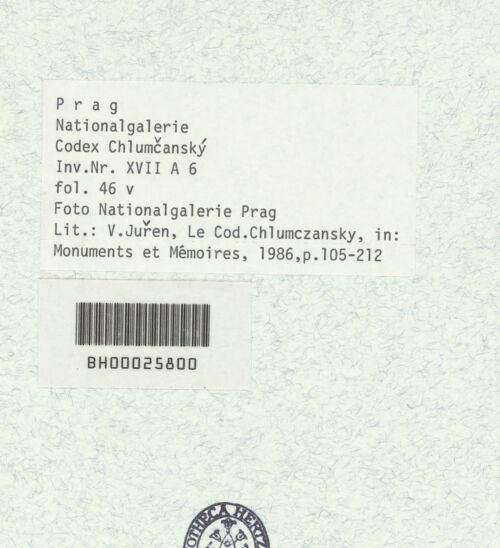 P r a g
Nationalgalerie
Codex Chlumčanský
Inv.Nr. XVII A 6
fol. 46 v
Foto Nationalgalerie Prag
Lit.: V.Juřen, Le Cod.Chlumczansky, in:
Monuments et Mémoires, 1986,p.105-212
BH00025800